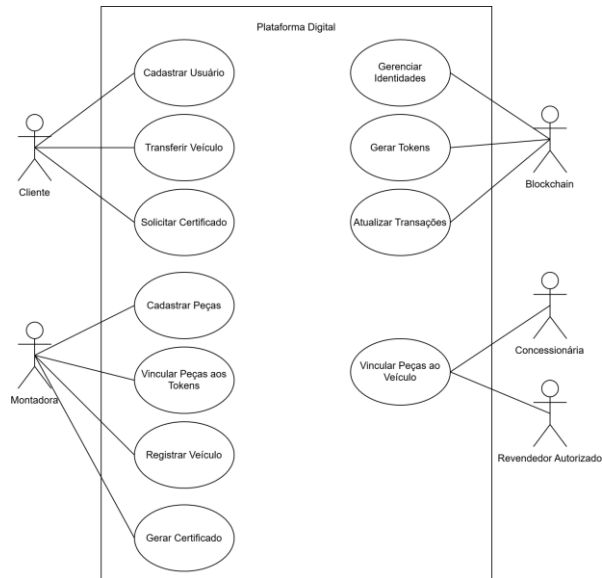 Plataforma Digital
Cadastrar Usuário
Transferir Veículo
Solicitar Certificado
Cliente
Cadastrar Peças
Vincular Peças aos
Tokens
Registrar Veículo
Gerar Certificado
Montadora
Gerenciar
Identidades
Gerar Tokens
Atualizar Transações
Blockchain
Vincular Peças ao
Veículo
Concessionária
Revendedor Autorizado